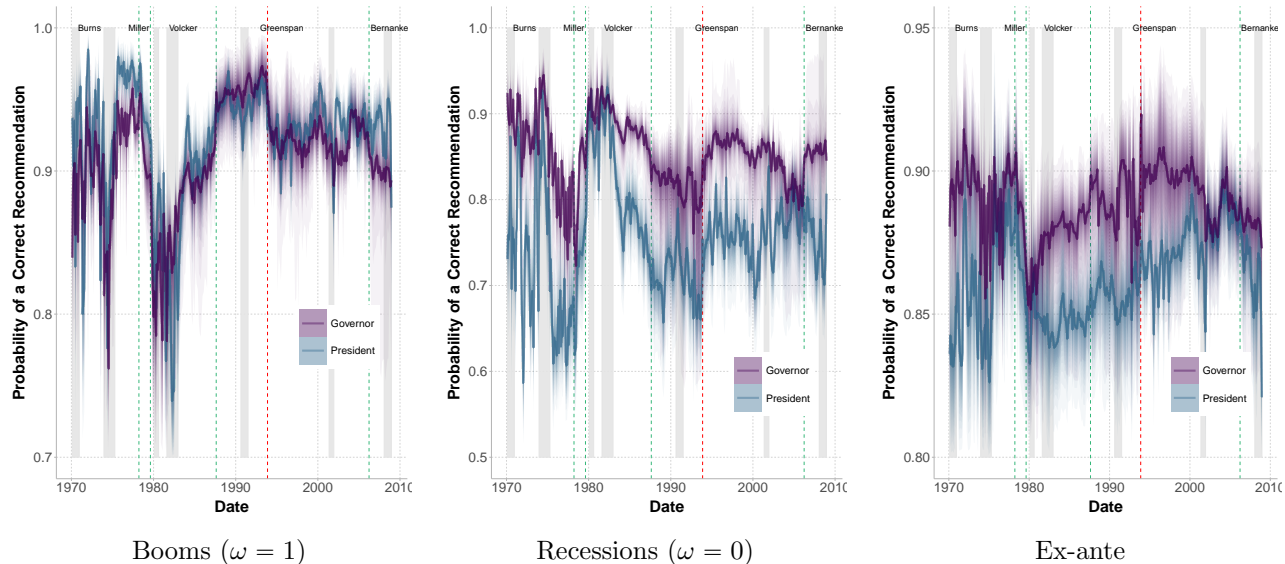 Probability of a Correct Recommendation
1.0
0.9
0.8
0.7
Burns
Miller
Volcker
Greenspan
Bernanke
Governor
President
1970
1980
1990
2000
2010
Date
Booms (ω = 1)
Probability of a Correct Recommendation
1.0
0.9
0.8
0.7
0.6
0.5
Burns
Miller
Volcker
Greenspan
Bernanke
Governor
President
1970
1980
1990
2000
2010
Date
Recessions (ω = 0)
Probability of a Correct Recommendation
0.95
0.90
0.85
0.80
Burns
Miller
Volcker
Greenspan
Bernanke
Governor
President
1970
1980
1990
2000
2010
Date
Ex-ante